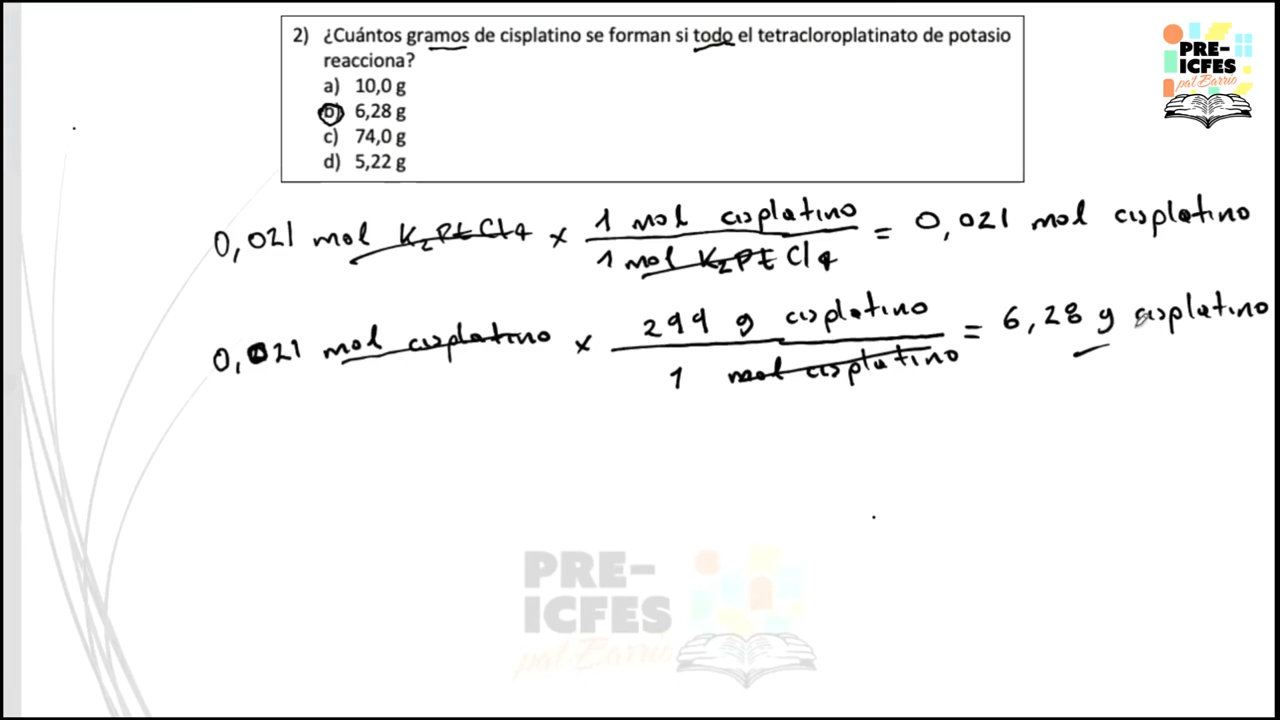 2) ¿Cuántos gramos de cisplatino se forman si todo el tetracloroplatinato de potasio
reacciona?
a) 10,0 g
b) 6,28 g
c) 74,0 g
d) 5,22 g
PRE-
ICFES
pal Barrio
0,021 mol K2PtCl4 × 1 mol cisplatino / 1 mol K2PtCl4 = 0,021 mol cisplatino
0,021 mol cisplatino × 299 g cisplatino / 1 mol cisplatino = 6,28 g cisplatino
PRE-
ICFES
pal Barrio